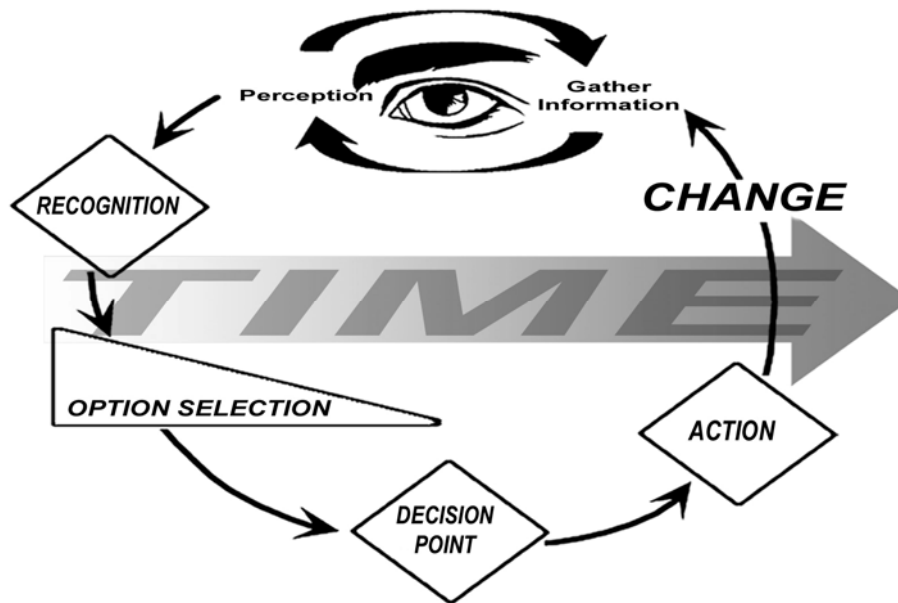 Perception
Gather
Information
RECOGNITION
CHANGE
TIME
OPTION SELECTION
ACTION
DECISION
POINT